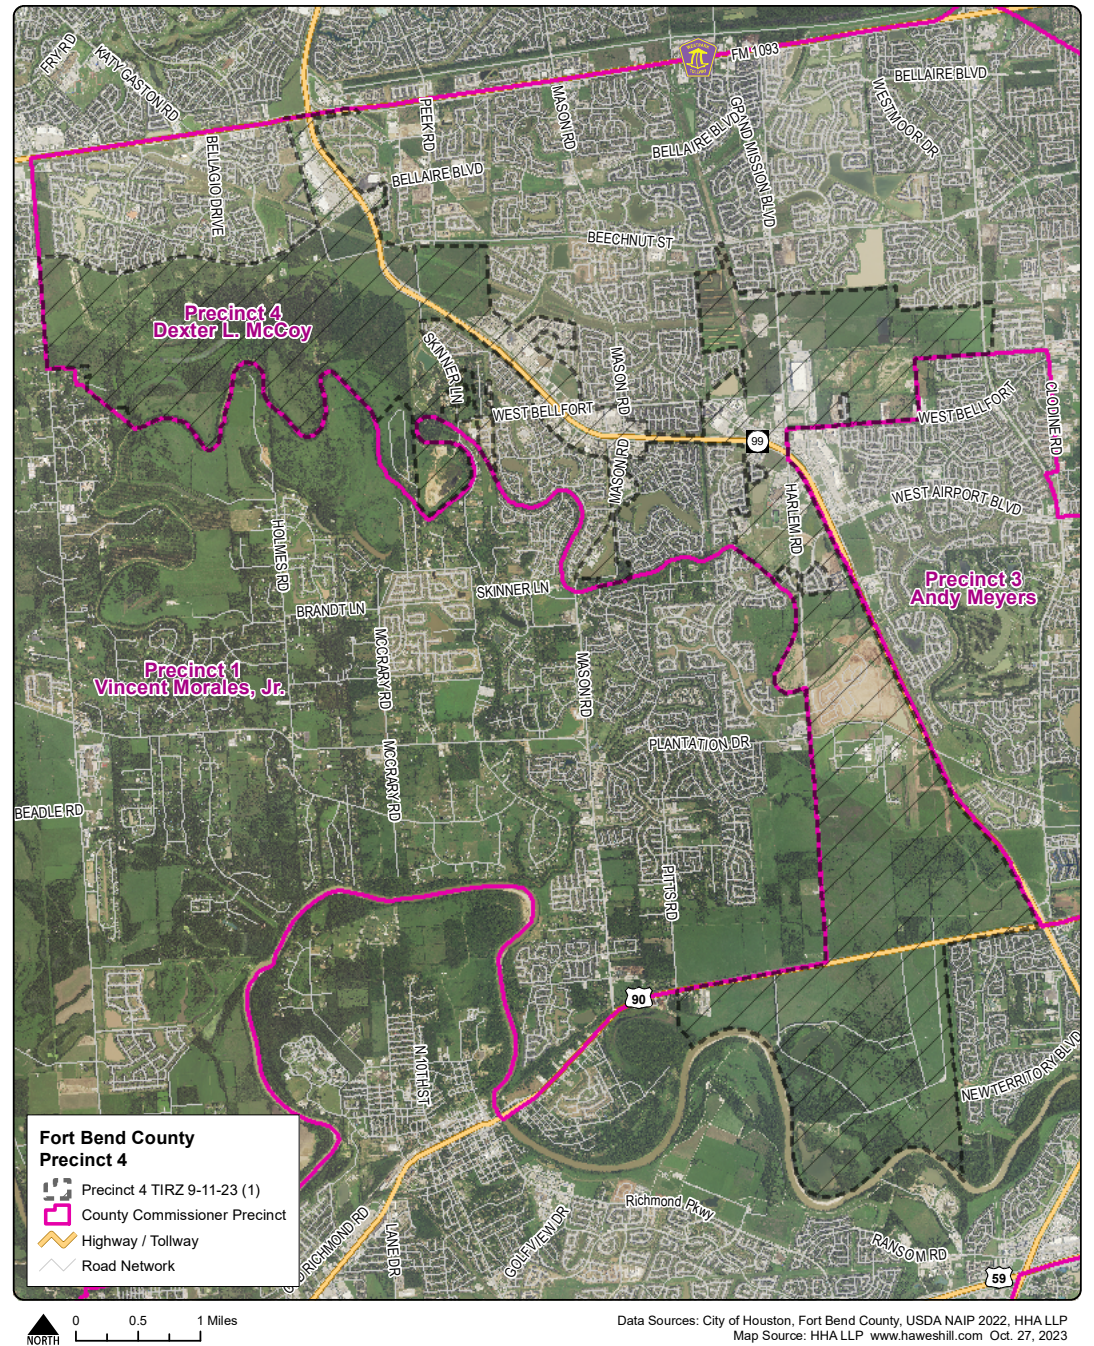 FRY RD
KATY GASTON RD
FM 1093
BELLAIRE BLVD
PEEK RD
MASON RD
WESTMOOR DR
GRAND MISSION BLVD
BELLAIRE BLVD
BELLAGIO DRIVE
BELLAIRE BLVD
BEECHNUT ST
Precinct 4
Dexter L. McCoy
SKINNER LN
MASON RD
WEST BELLFORT
WEST BELLFORT
CLODINE RD
99
MASON RD
HARLEM RD
WEST AIRPORT BLVD
HOLMES RD
SKINNER LN
BRANDT LN
Precinct 3
Andy Meyers
Precinct 1
Vincent Morales, Jr.
MCCRARY RD
MASON RD
PLANTATION DR
MCCRARY RD
BEADLE RD
PITTS RD
90
N 10TH ST
NEW TERRITORY BLVD
Richmond Pkwy
RICHMOND RD
LANE DR
GOLFVIEW DR
RANSOM RD
59
Fort Bend County
Precinct 4
Precinct 4 TIRZ 9-11-23 (1)
County Commissioner Precinct
Highway / Tollway
Road Network
NORTH
0 0.5 1 Miles
Data Sources: City of Houston, Fort Bend County, USDA NAIP 2022, HHA LLP
Map Source: HHA LLP www.haweshill.com Oct. 27, 2023